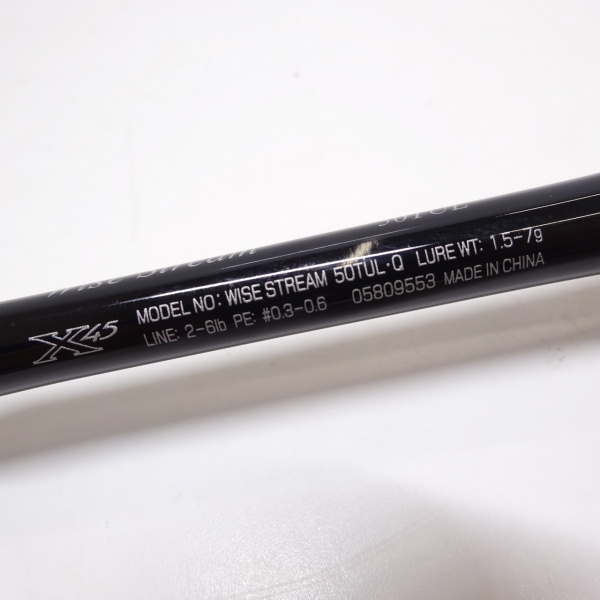 Wise Stream 50TUL
X45
MODEL NO: WISE STREAM 50TUL·Q LURE WT: 1.5-7g
LINE: 2-6lb PE: #0.3-0.6 05809553 MADE IN CHINA